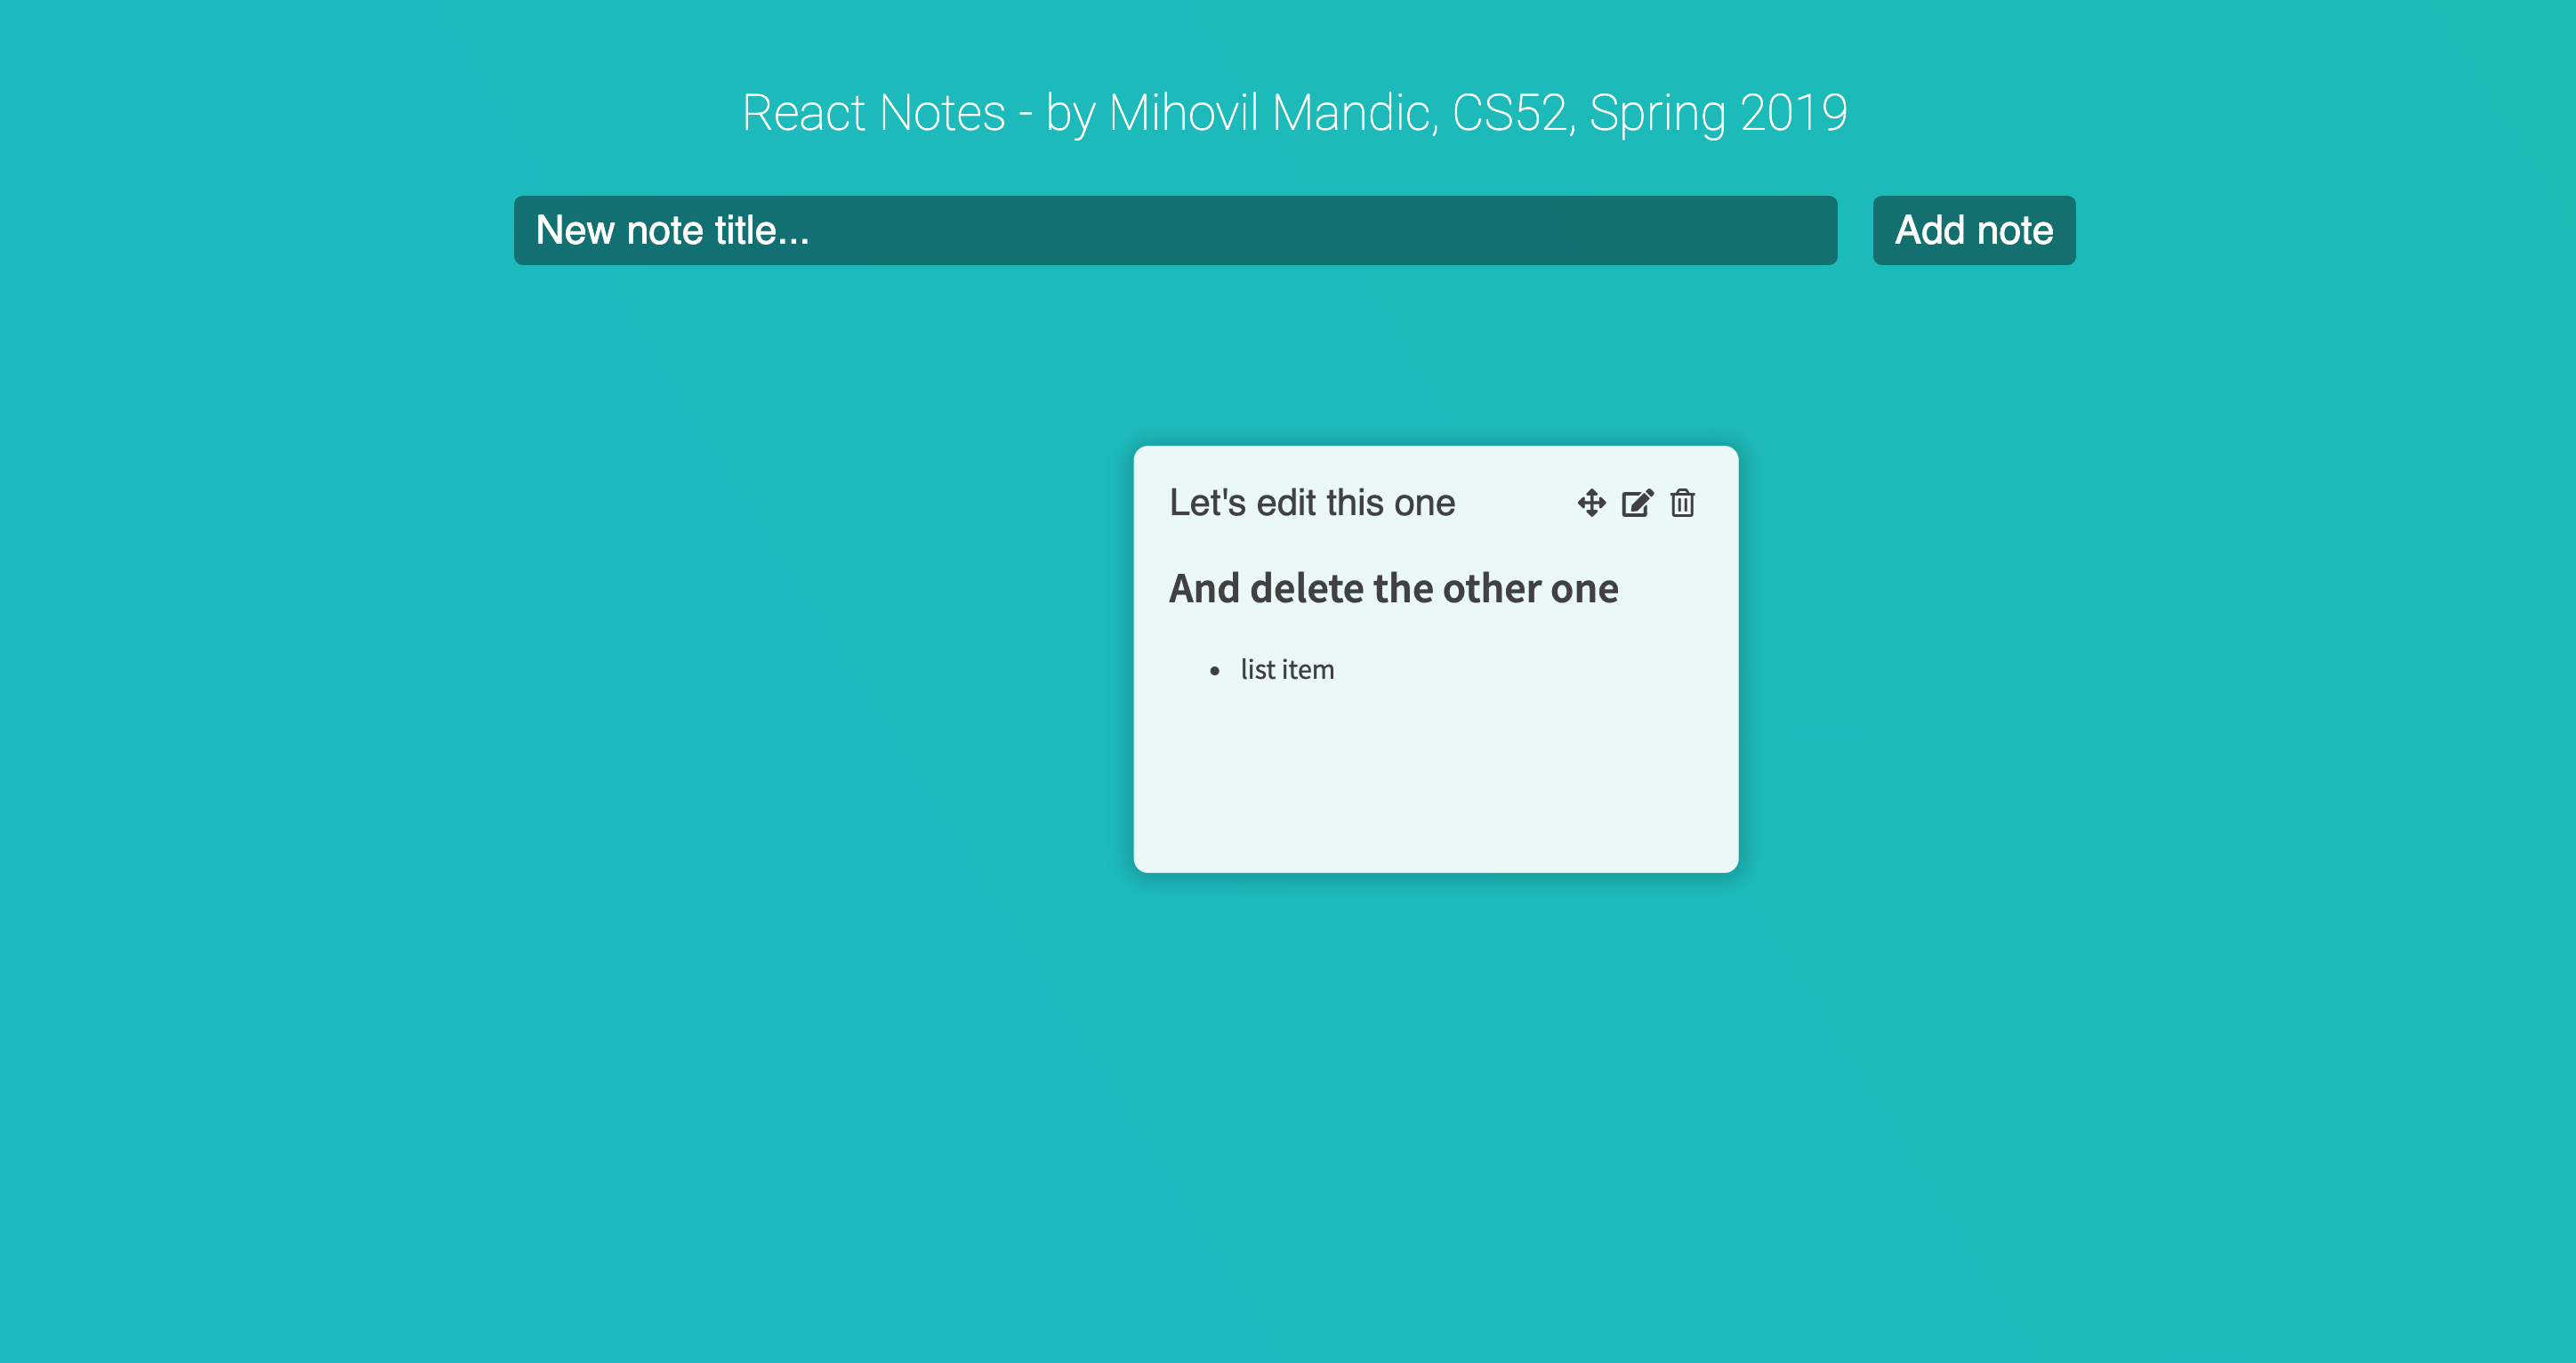 React Notes - by Mihovil Mandic, CS52, Spring 2019
New note title...
Add note
Let's edit this one
And delete the other one
• list item